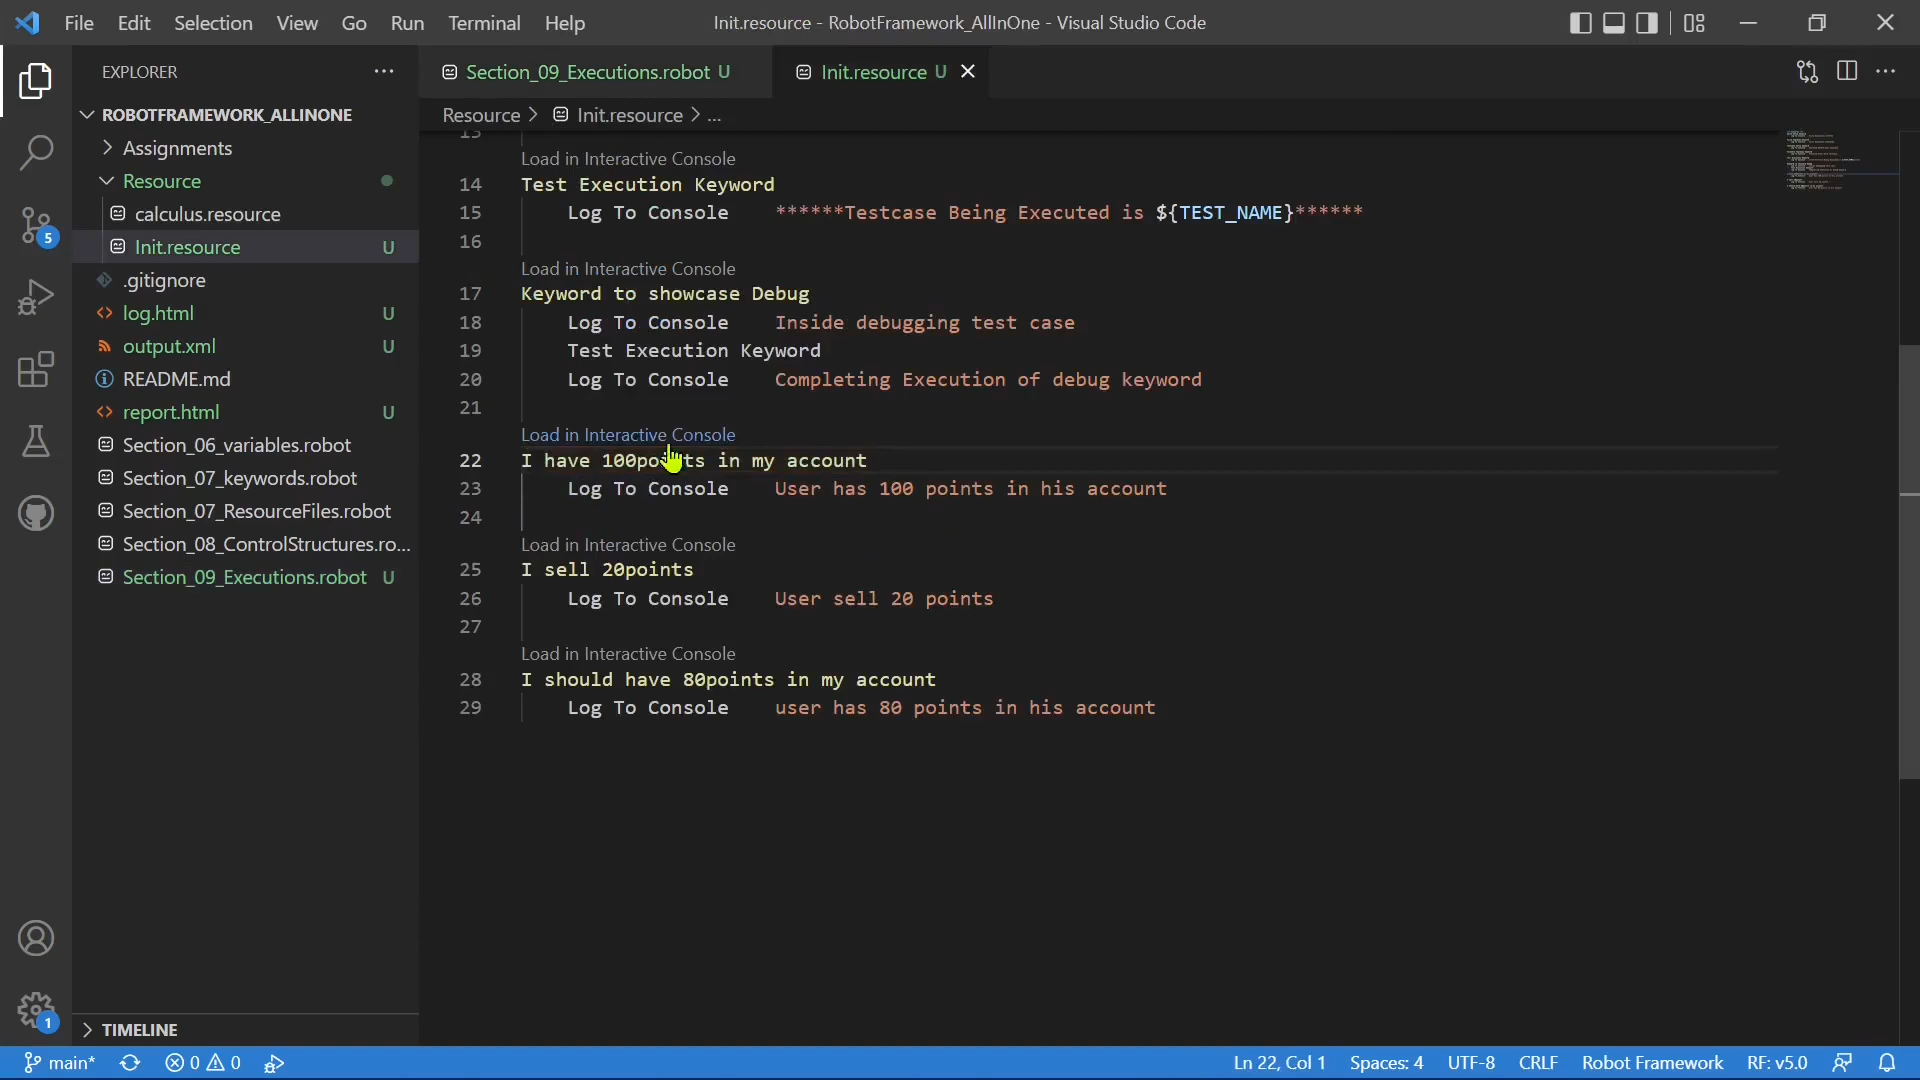 File Edit Selection View Go Run Terminal Help
Init.resource - RobotFramework_AllInOne - Visual Studio Code
EXPLORER
ROBOTFRAMEWORK_ALLINONE
Assignments
Resource
calculus.resource
Init.resource U
.gitignore
log.html U
output.xml U
README.md
report.html U
Section_06_variables.robot
Section_07_keywords.robot
Section_07_ResourceFiles.robot
Section_08_ControlStructures.ro...
Section_09_Executions.robot U
TIMELINE
5
1
Section_09_Executions.robot U
Init.resource U
Resource > Init.resource > ...
13
Load in Interactive Console
14 Test Execution Keyword
15 Log To Console ******Testcase Being Executed is ${TEST_NAME}******
16
Load in Interactive Console
17 Keyword to showcase Debug
18 Log To Console Inside debugging test case
19 Test Execution Keyword
20 Log To Console Completing Execution of debug keyword
21
Load in Interactive Console
22 I have 100points in my account
23 Log To Console User has 100 points in his account
24
Load in Interactive Console
25 I sell 20points
26 Log To Console User sell 20 points
27
Load in Interactive Console
28 I should have 80points in my account
29 Log To Console user has 80 points in his account
main* 0 0 Ln 22, Col 1 Spaces: 4 UTF-8 CRLF Robot Framework RF: v5.0